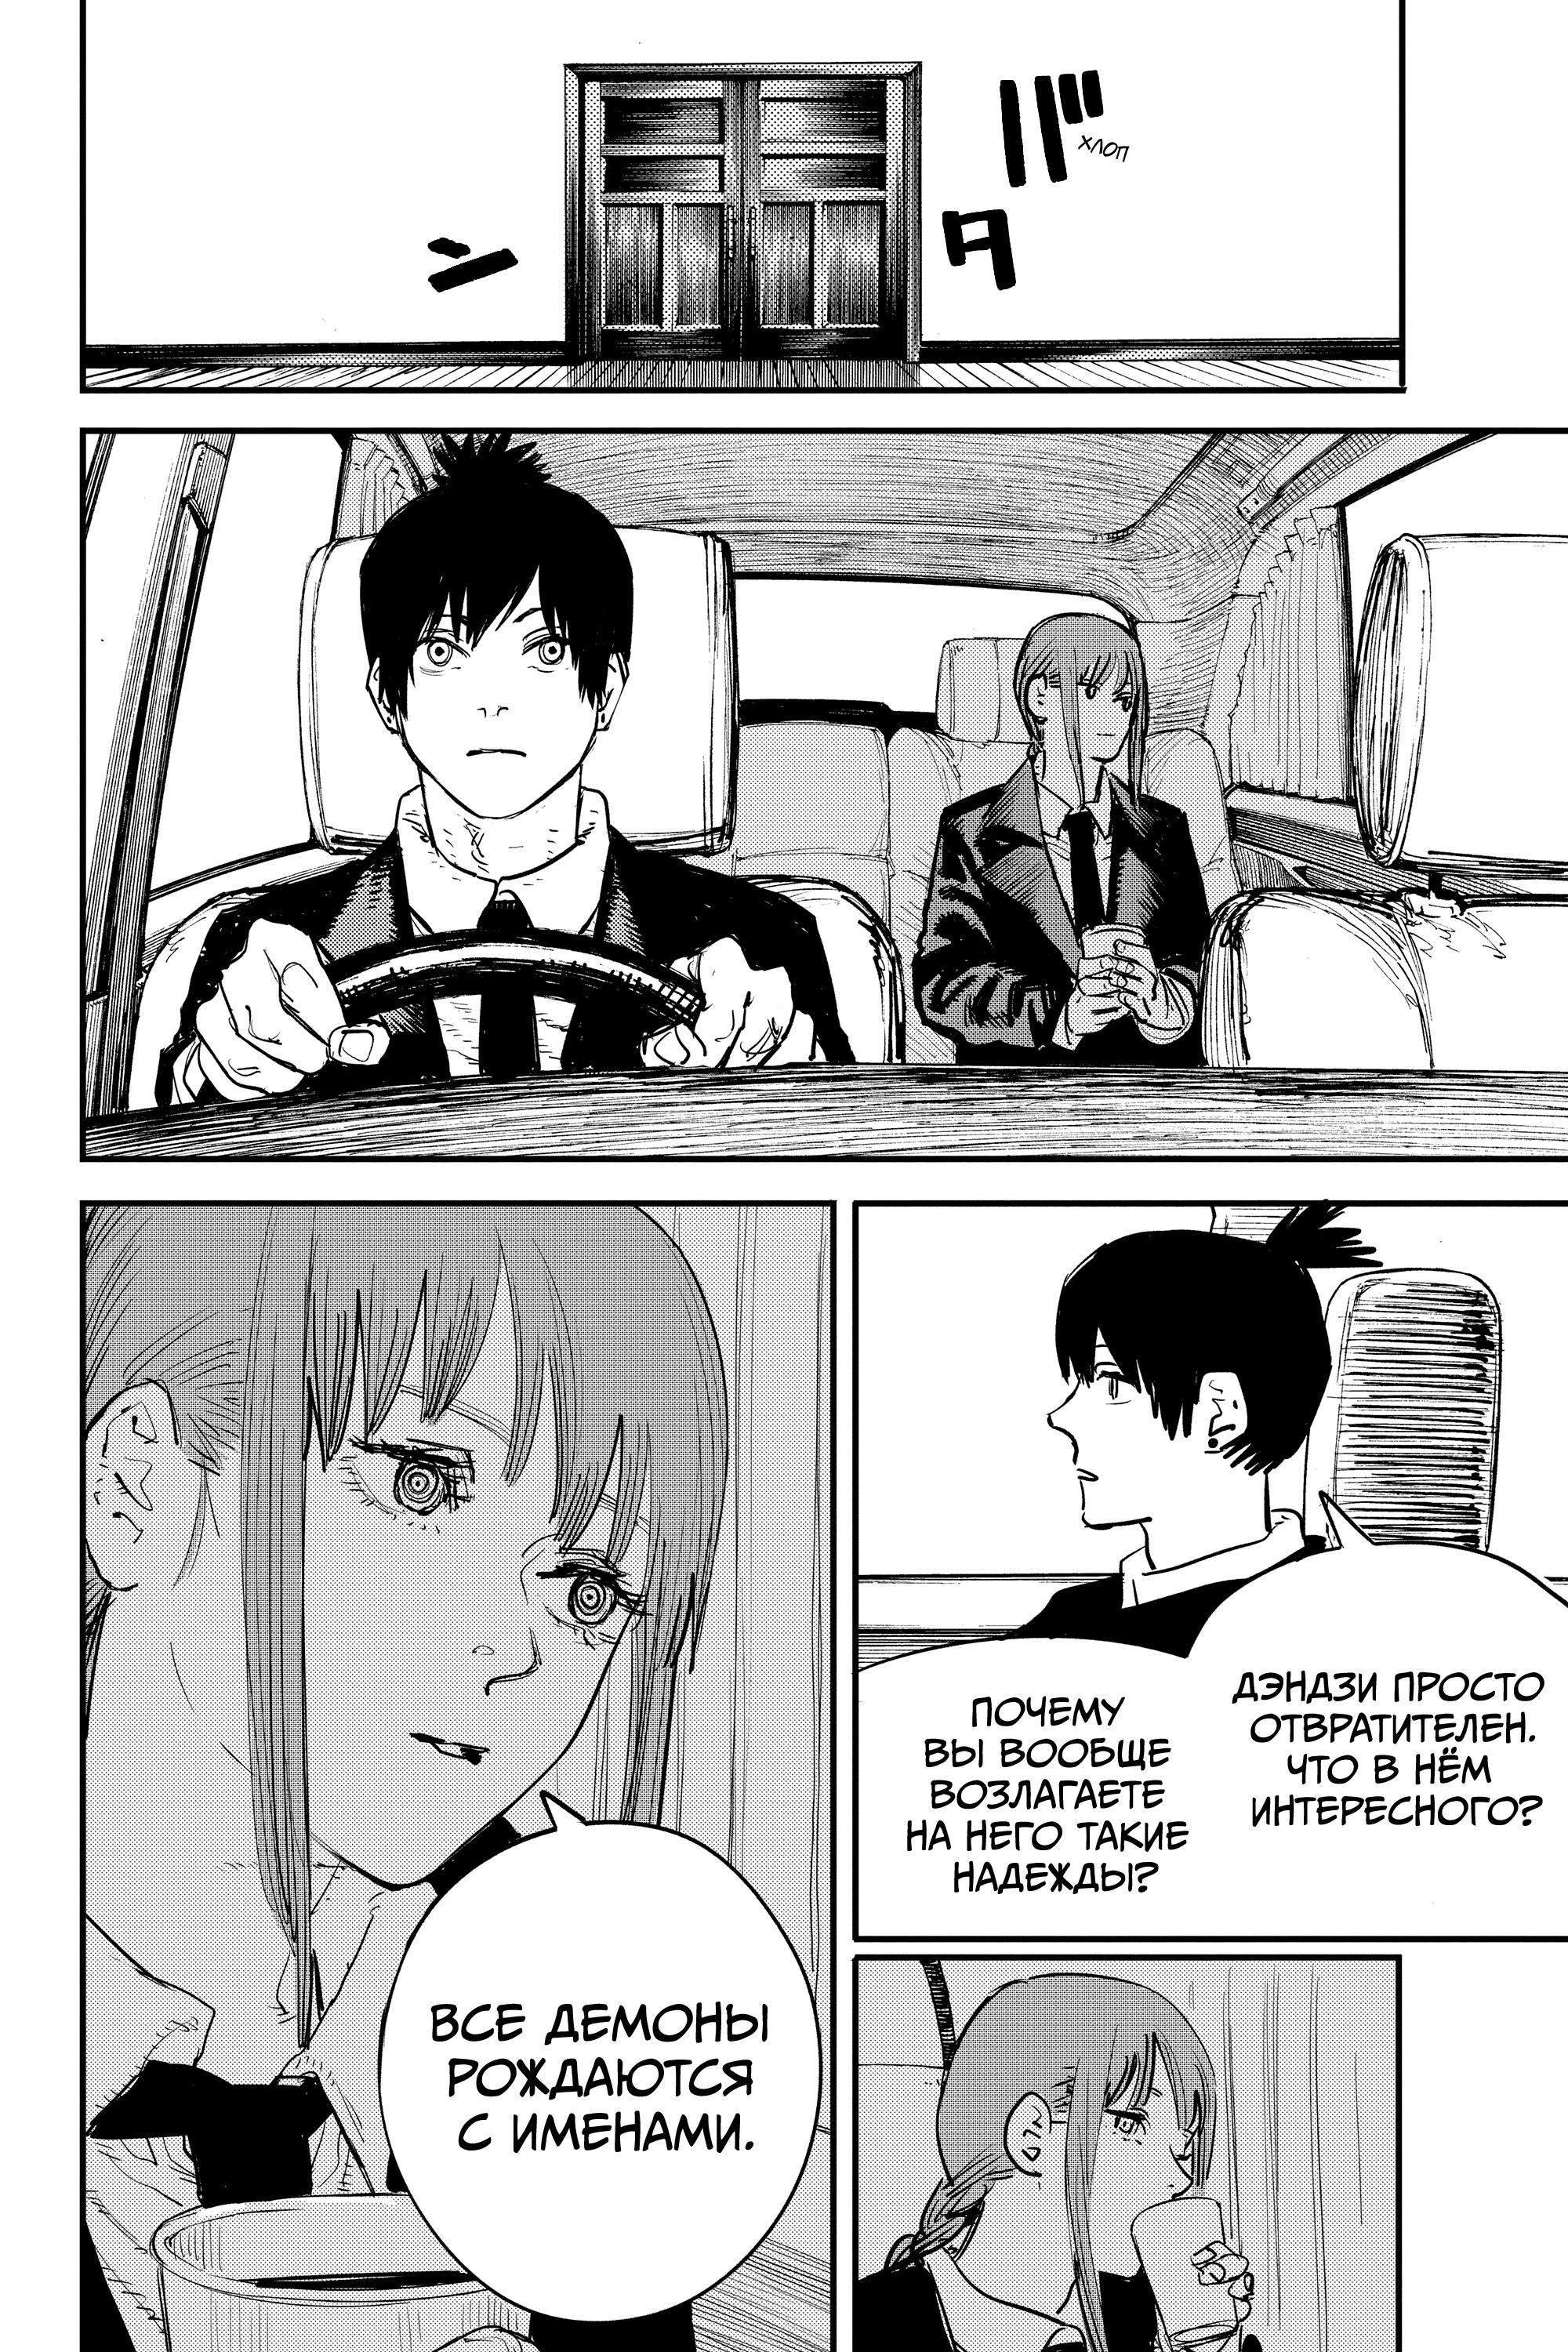 バ
タ
ン
ХЛОП
ДЭНДЗИ ПРОСТО
ОТВРАТИТЕЛЕН.
ЧТО В НЁМ
ИНТЕРЕСНОГО?
ПОЧЕМУ
ВЫ ВООБЩЕ
ВОЗЛАГАЕТЕ
НА НЕГО ТАКИЕ
НАДЕЖДЫ?
ВСЕ ДЕМОНЫ
РОЖДАЮТСЯ
С ИМЕНАМИ.